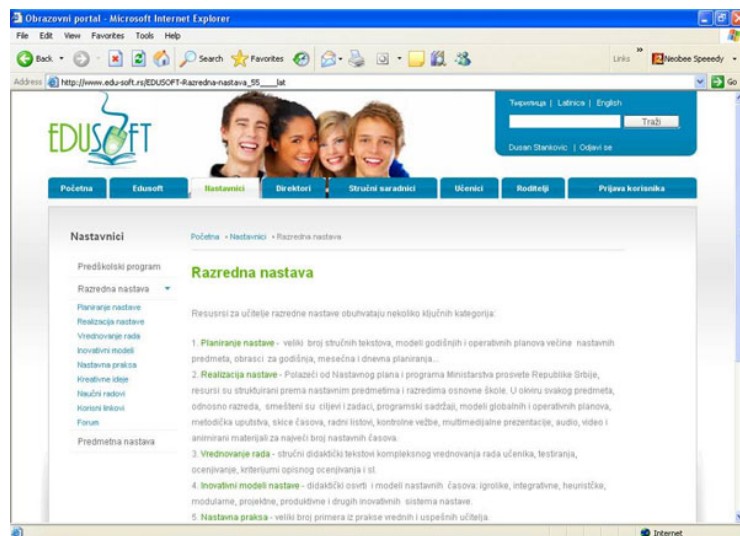 Obrazovni portal - Microsoft Internet Explorer
File Edit View Favorites Tools Help
Back Search Favorites Links Neobee Speeedy
Address http://www.edu-soft.rs/EDUSOFT-Razredna-nastava_55____lat Go
Ћирилица | Latinica | English
EDUSOFT
Traži
Dusan Stankovic | Odjavi se
Početna Edusoft Nastavnici Direktori Stručni saradnici Učenici Roditelji Prijava korisnika
Nastavnici
Početna • Nastavnici • Razredna nastava
Predškolski program
Razredna nastava
Planiranje nastave
Realizacija nastave
Vrednovanje rada
Inovativni modeli
Nastavna praksa
Kreativne ideje
Naučni radovi
Korisni linkovi
Forum
Predmetna nastava
Razredna nastava
Resusrsi za učitelje razredne nastave obuhvataju nekoliko ključnih kategorija:
1. Planiranje nastave - veliki broj stručnih tekstova, modeli godišnjih i operativnih planova većine nastavnih
predmeta, obrasci za godišnja, mesečna i dnevna planiranja...
2. Realizacija nastave - Polazeći od Nastavnog plana i programa Ministarstva prosvete Republike Srbije,
resursi su struktuirani prema nastavnim predmetima i razredima osnovne škole. U okviru svakog predmeta,
odnosno razreda, smešteni su ciljevi i zadaci, programski sadržaji, modeli globalnih i operativnih planova,
metodička uputstva, skice časova, radni listovi, kontrolne vežbe, multimedijalne prezentacije, audio, video i
animirani materijali za najveći broj nastavnih časova.
3. Vrednovanje rada - stručni didaktički tekstovi kompleksnog vrednovanja rada učenika, testiranja,
ocenjivanje, kriterijumi opisnog ocenjivanja i sl.
4. Inovativni modeli nastave - didaktički osvrti i modeli nastavnih časova: igrolike, integrativne, heurističke,
modularne, projektne, produktivne i drugih inovativnih sistema nastave.
5. Nastavna praksa - veliki broj primera iz prakse vrednih i uspešnih učitelja.
Internet